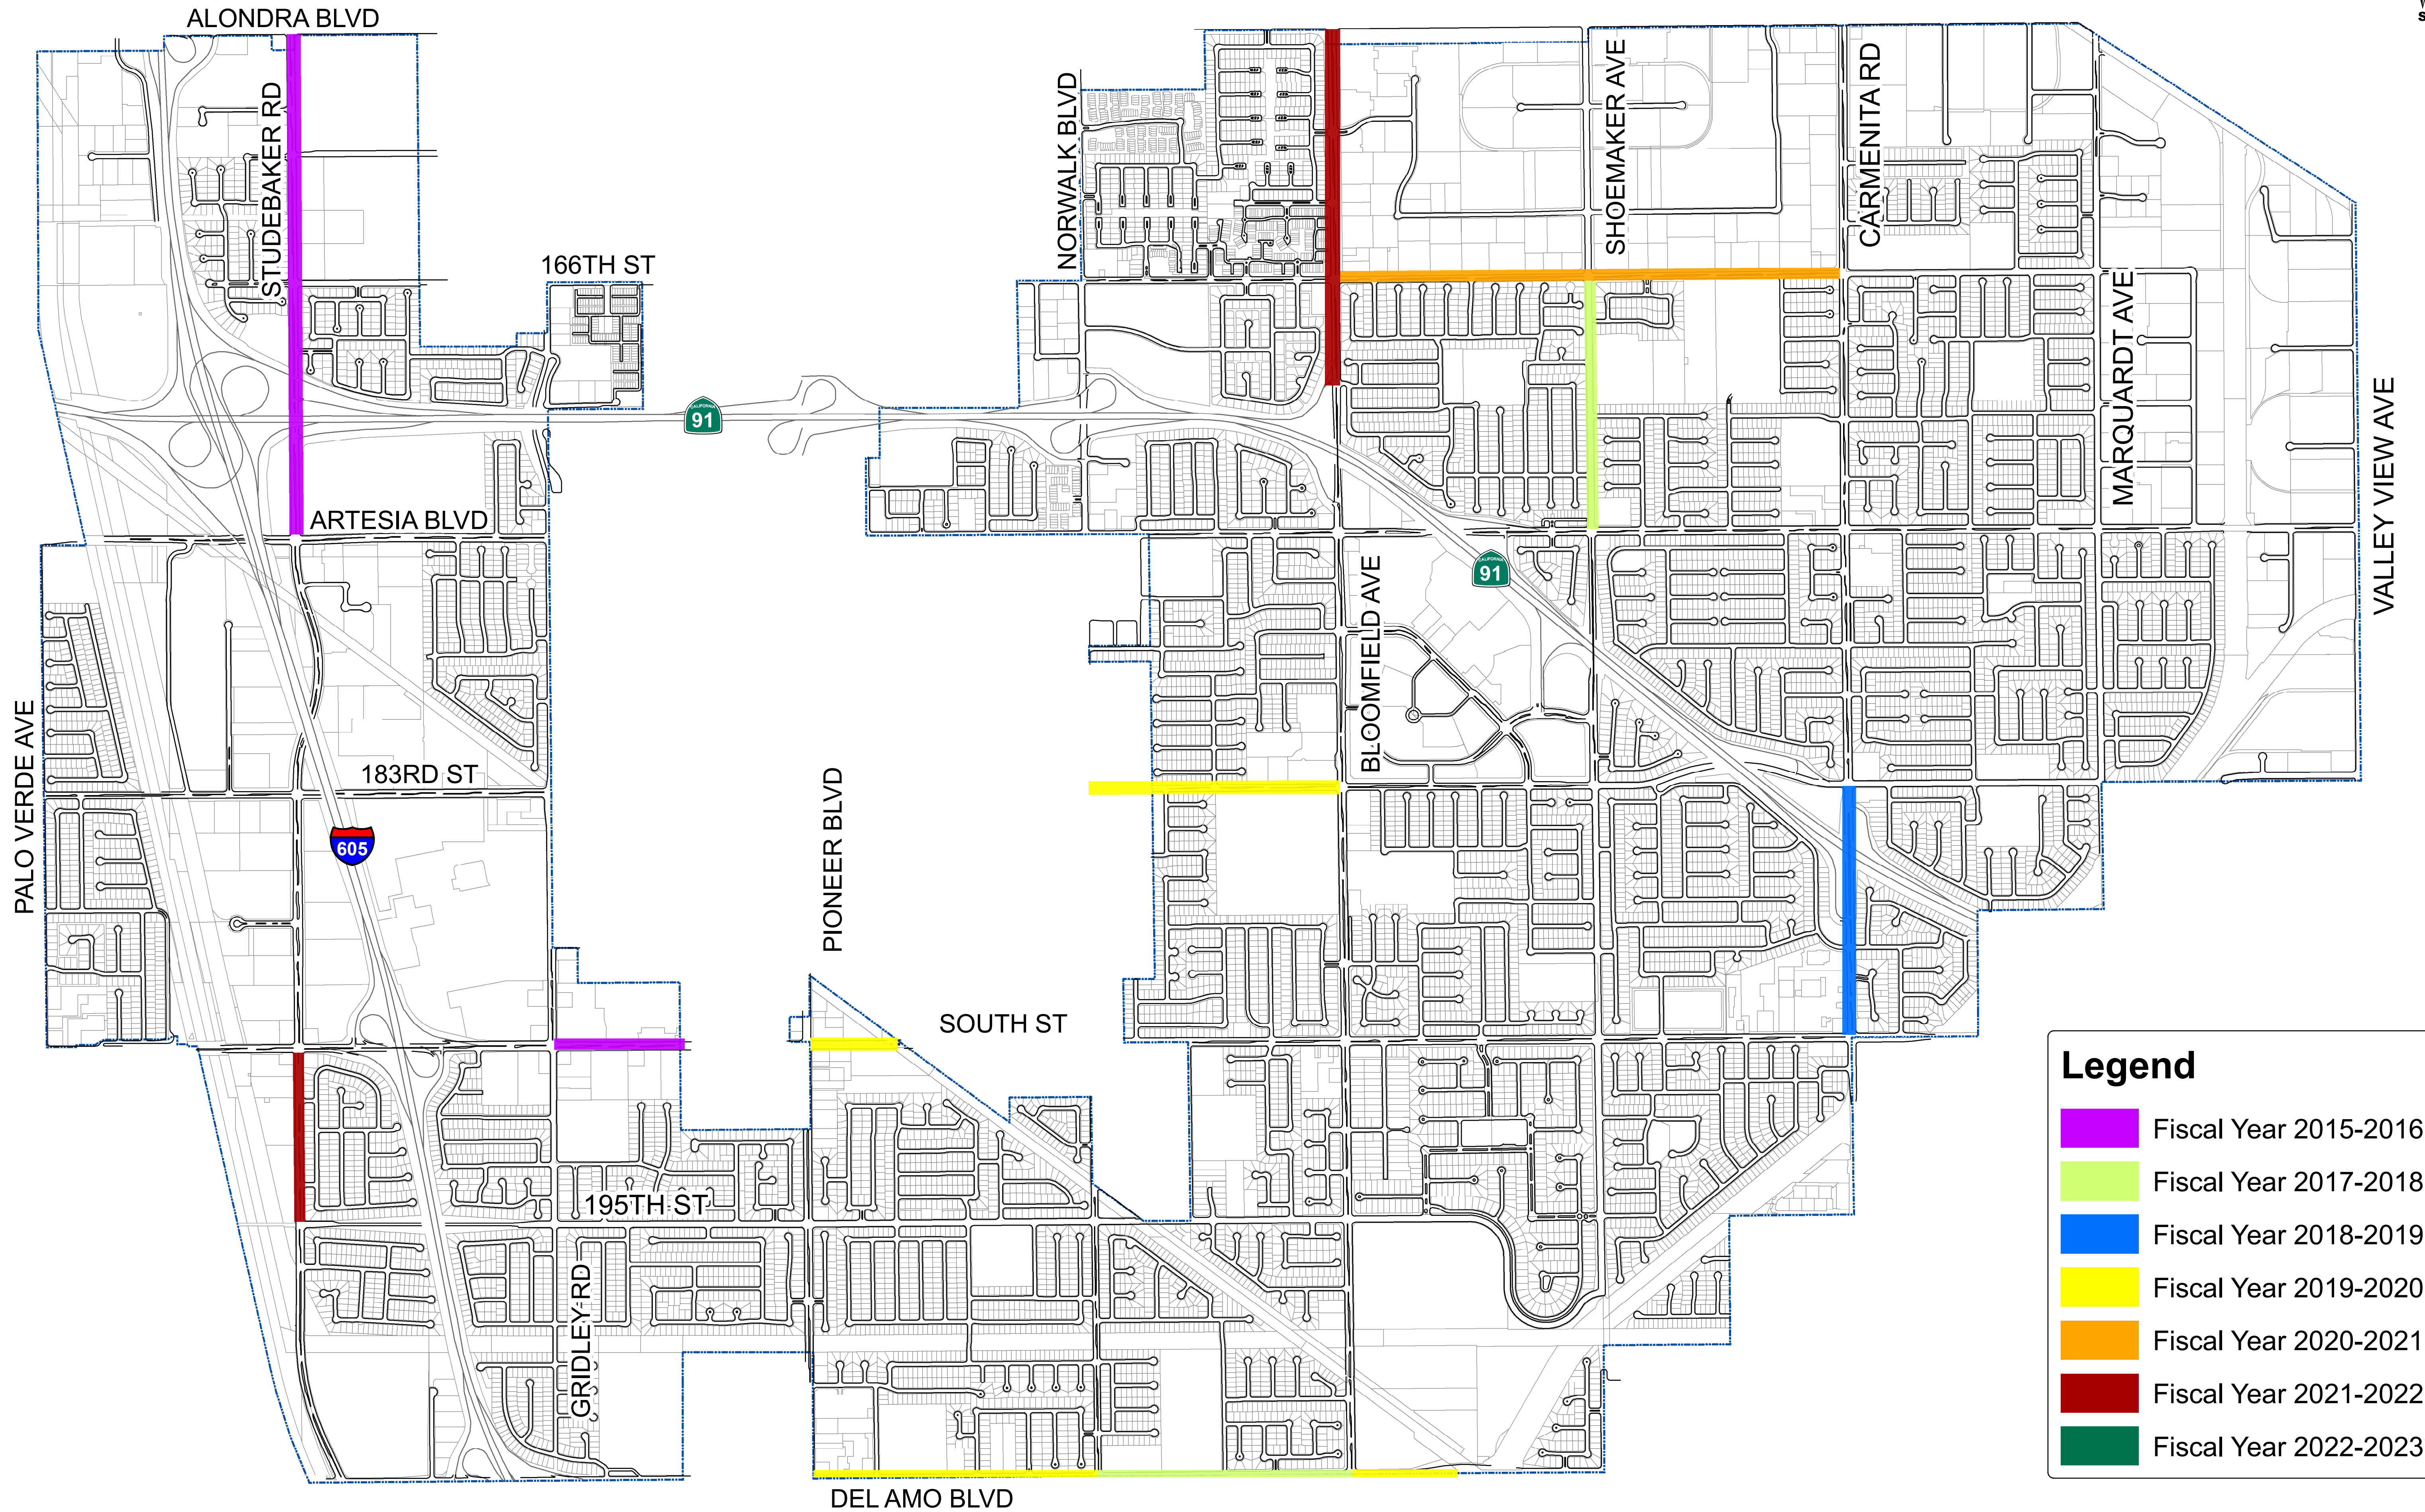 ALONDRA BLVD
S
STUDEBAKER RD
NORWALK BLVD
SHOEMAKER AVE
CARMENITA RD
166TH ST
MARQUARDT AVE
VALLEY VIEW AVE
CALIFORNIA
91
ARTESIA BLVD
CALIFORNIA
91
BLOOMFIELD AVE
PALO VERDE AVE
183RD ST
PIONEER BLVD
605
SOUTH ST
195TH ST
GRIDLEY RD
DEL AMO BLVD
Legend
Fiscal Year 2015-2016
Fiscal Year 2017-2018
Fiscal Year 2018-2019
Fiscal Year 2019-2020
Fiscal Year 2020-2021
Fiscal Year 2021-2022
Fiscal Year 2022-2023